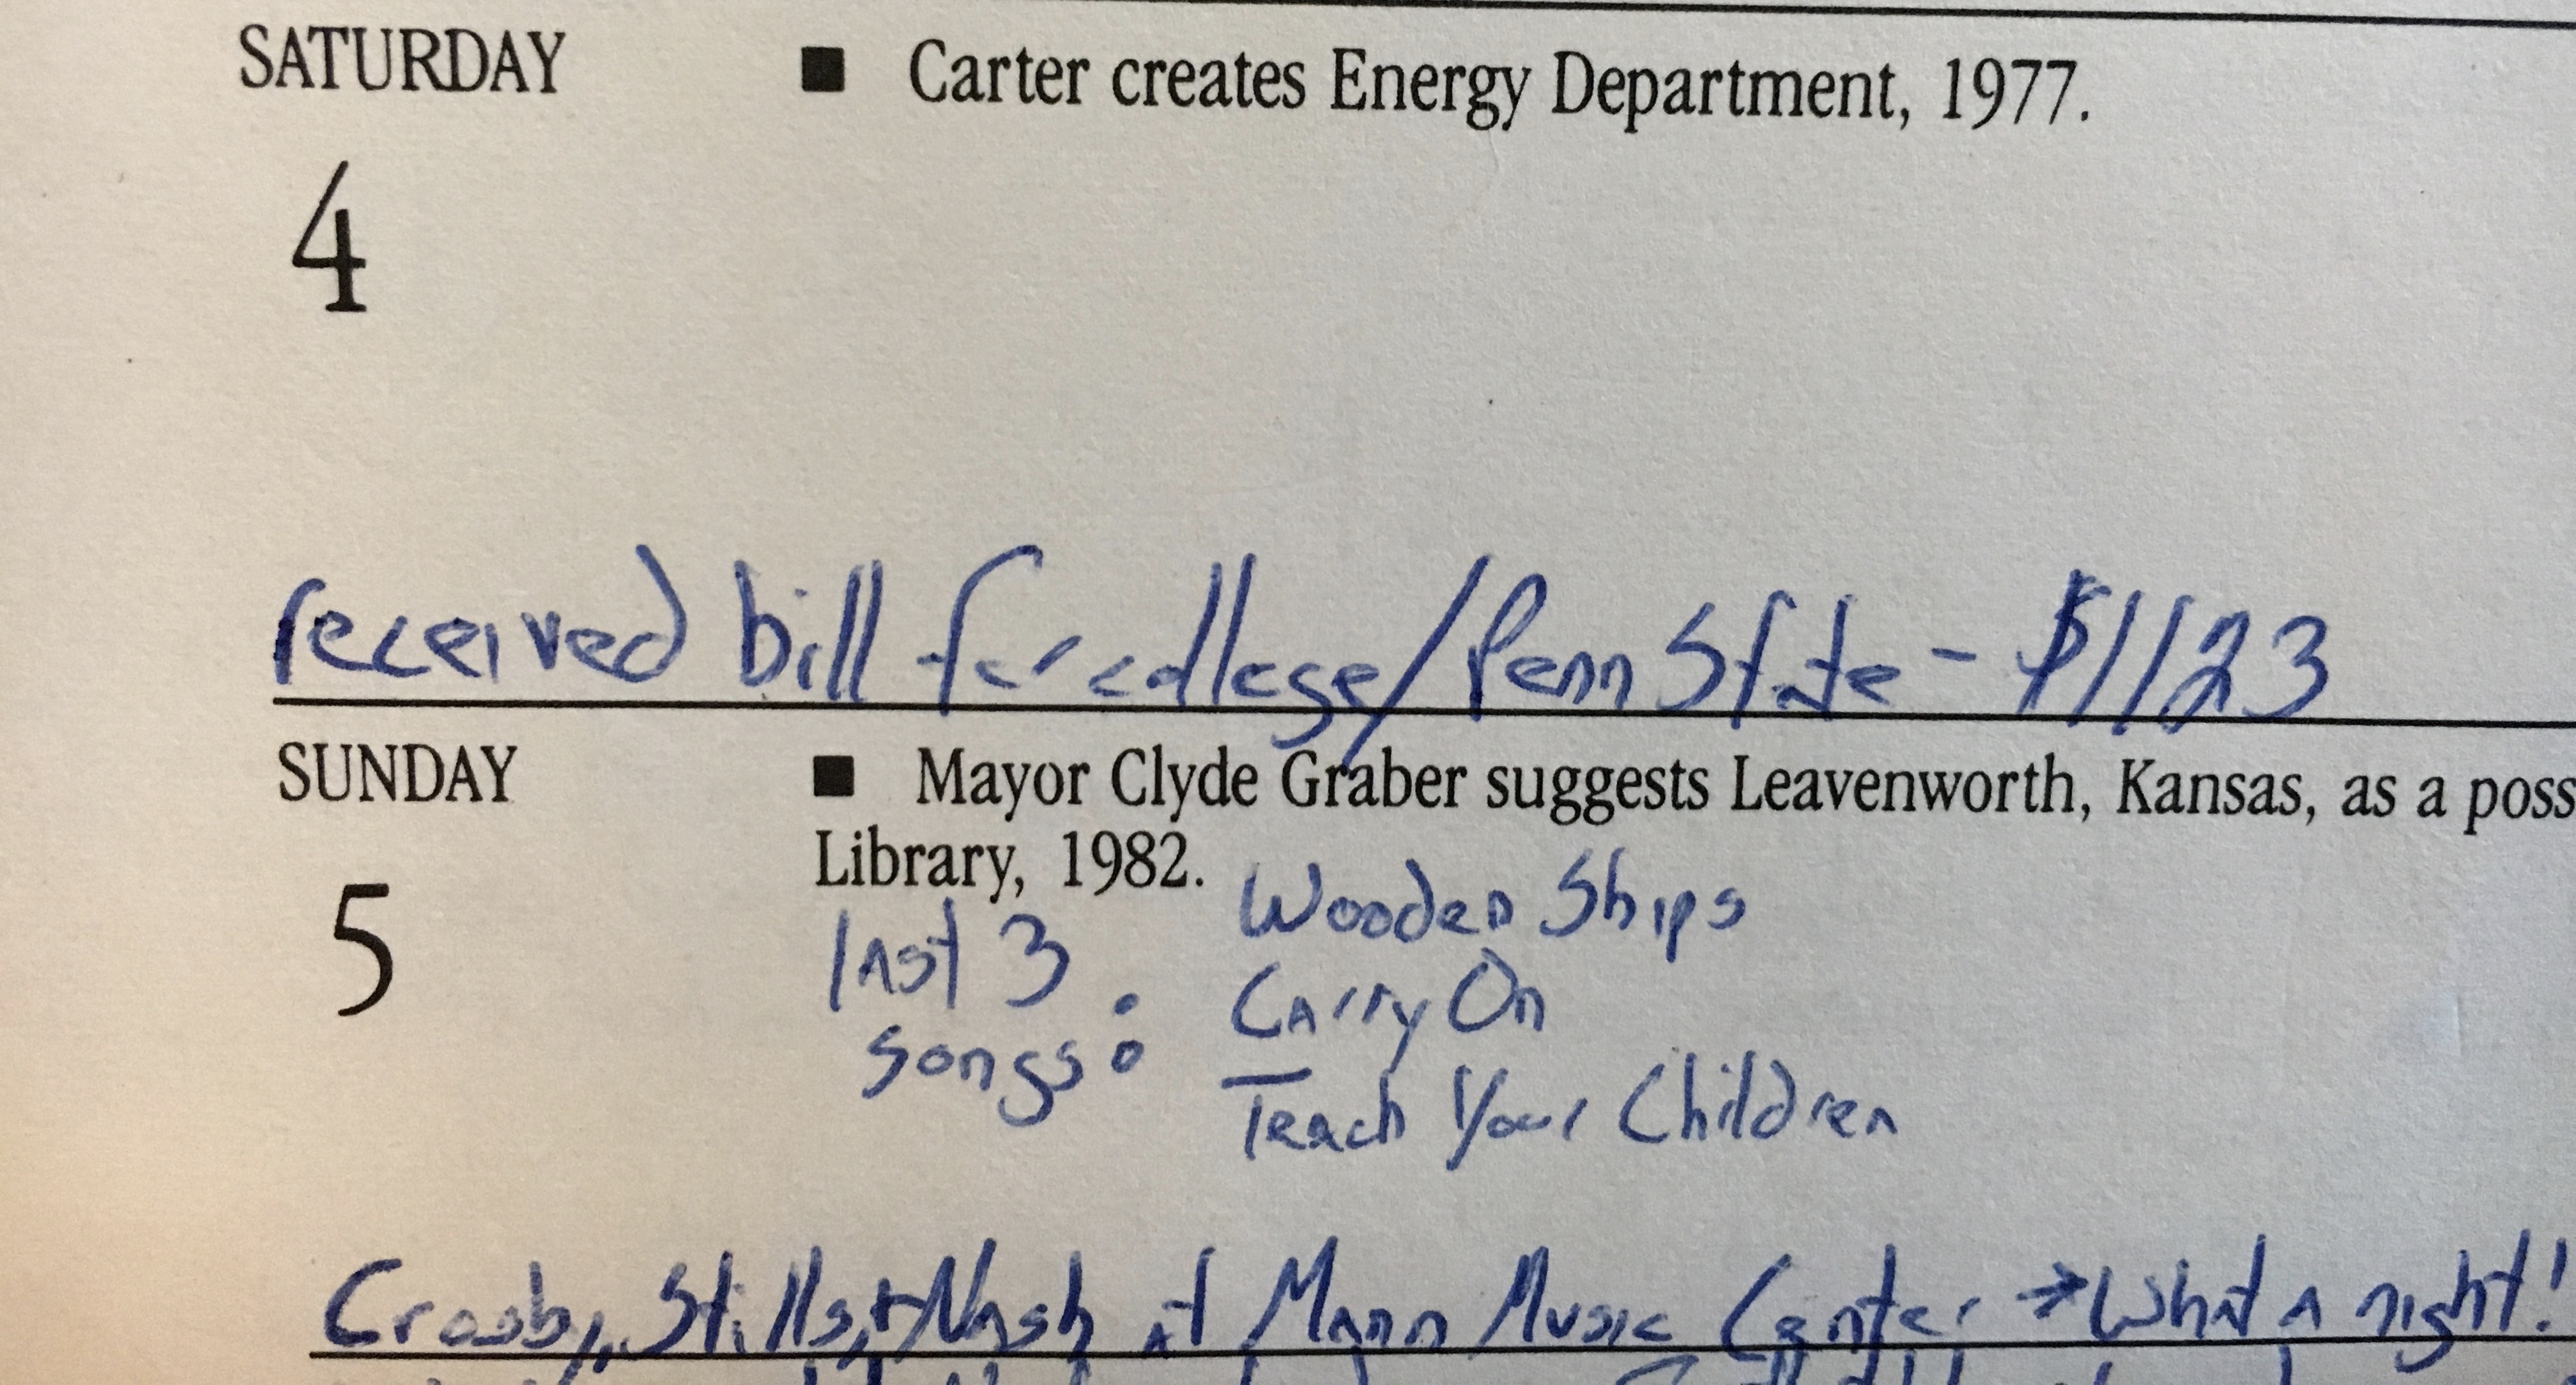 SATURDAY ■ Carter creates Energy Department, 1977.
4
received bill for college/Penn State - $1123
SUNDAY ■ Mayor Clyde Graber suggests Leavenworth, Kansas, as a poss
Library, 1982.
5
last 3 songs:
Wooden Ships
Carry On
Teach Your Children
Crosby, Stills, + Nash at Mann Music Center → What a night!